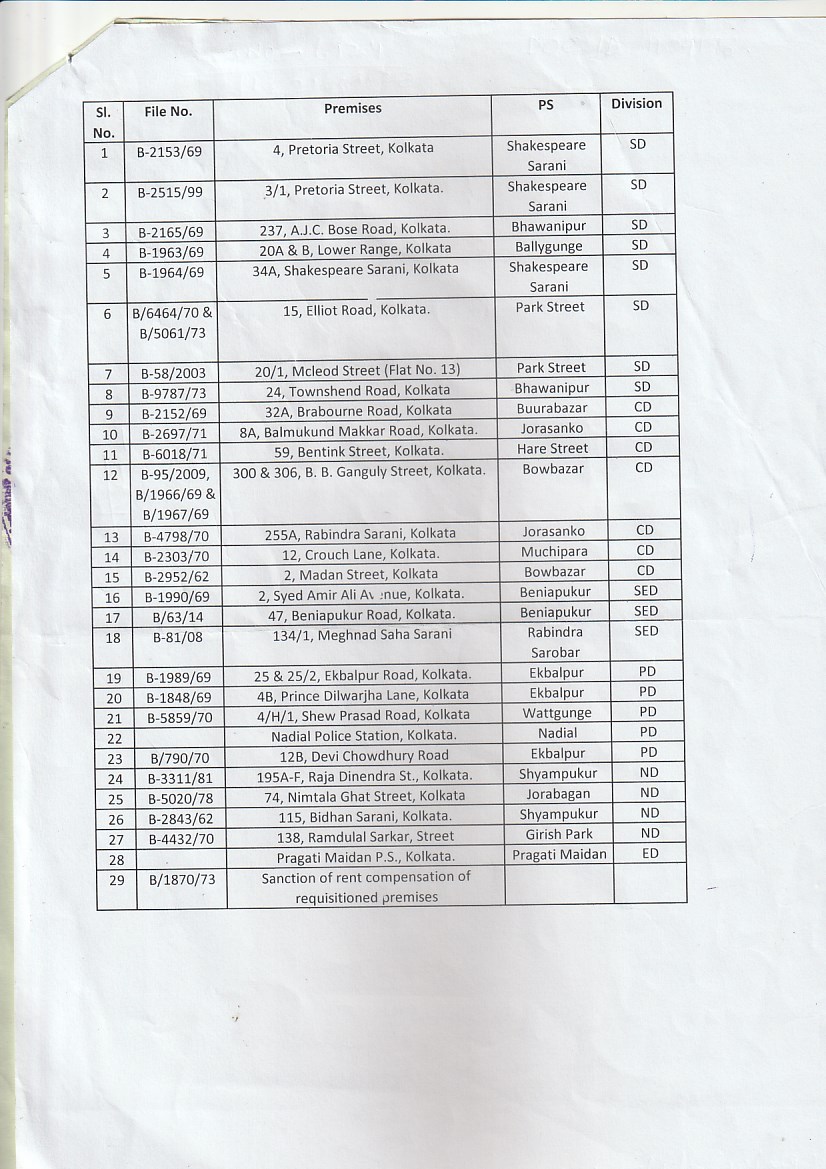 Sl. No. File No. Premises PS Division
1 B-2153/69 4, Pretoria Street, Kolkata Shakespeare Sarani SD
2 B-2515/99 3/1, Pretoria Street, Kolkata. Shakespeare Sarani SD
3 B-2165/69 237, A.J.C. Bose Road, Kolkata. Bhawanipur SD
4 B-1963/69 20A & B, Lower Range, Kolkata Ballygunge SD
5 B-1964/69 34A, Shakespeare Sarani, Kolkata Shakespeare Sarani SD
6 B/6464/70 & B/5061/73 15, Elliot Road, Kolkata. Park Street SD
7 B-58/2003 20/1, Mcleod Street (Flat No. 13) Park Street SD
8 B-9787/73 24, Townshend Road, Kolkata Bhawanipur SD
9 B-2152/69 32A, Brabourne Road, Kolkata Buurabazar CD
10 B-2697/71 8A, Balmukund Makkar Road, Kolkata. Jorasanko CD
11 B-6018/71 59, Bentink Street, Kolkata. Hare Street CD
12 B-95/2009, B/1966/69 & B/1967/69 300 & 306, B. B. Ganguly Street, Kolkata. Bowbazar CD
13 B-4798/70 255A, Rabindra Sarani, Kolkata Jorasanko CD
14 B-2303/70 12, Crouch Lane, Kolkata. Muchipara CD
15 B-2952/62 2, Madan Street, Kolkata Bowbazar CD
16 B-1990/69 2, Syed Amir Ali Avenue, Kolkata. Beniapukur SED
17 B/63/14 47, Beniapukur Road, Kolkata. Beniapukur SED
18 B-81/08 134/1, Meghnad Saha Sarani Rabindra Sarobar SED
19 B-1989/69 25 & 25/2, Ekbalpur Road, Kolkata. Ekbalpur PD
20 B-1848/69 4B, Prince Dilwarjha Lane, Kolkata Ekbalpur PD
21 B-5859/70 4/H/1, Shew Prasad Road, Kolkata Wattgunge PD
22 Nadial Police Station, Kolkata. Nadial PD
23 B/790/70 12B, Devi Chowdhury Road Ekbalpur PD
24 B-3311/81 195A-F, Raja Dinendra St., Kolkata. Shyampukur ND
25 B-5020/78 74, Nimtala Ghat Street, Kolkata Jorabagan ND
26 B-2843/62 115, Bidhan Sarani, Kolkata. Shyampukur ND
27 B-4432/70 138, Ramdulal Sarkar, Street Girish Park ND
28 Pragati Maidan P.S., Kolkata. Pragati Maidan ED
29 B/1870/73 Sanction of rent compensation of requisitioned premises